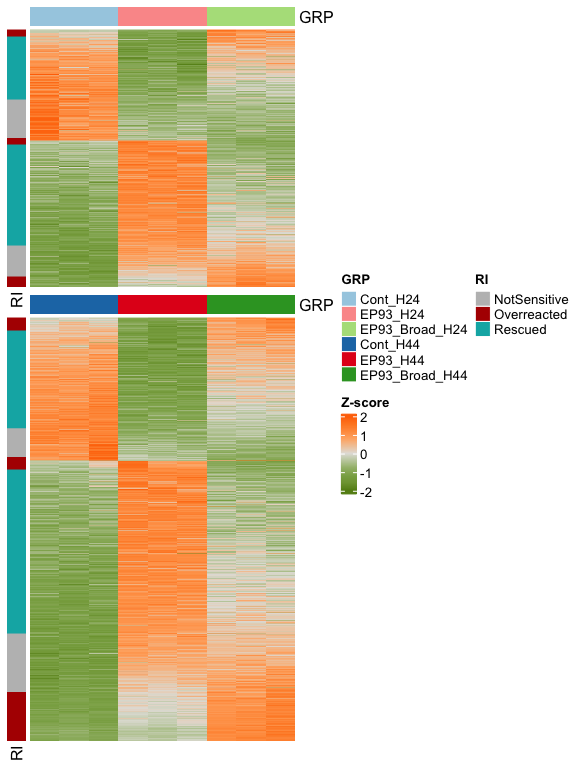 GRP
RI
GRP
RI
GRP
Cont_H24
EP93_H24
EP93_Broad_H24
Cont_H44
EP93_H44
EP93_Broad_H44
RI
NotSensitive
Overreacted
Rescued
Z-score
2
1
0
-1
-2